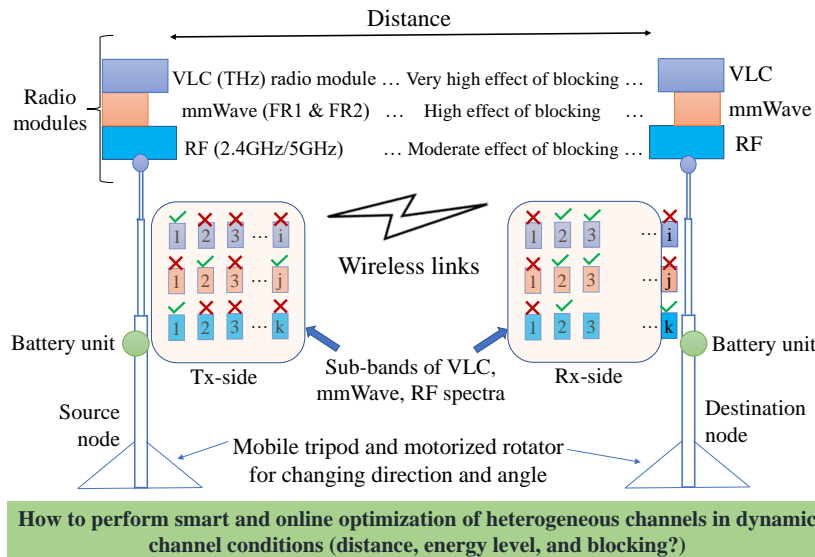 Distance
Radio
modules
VLC (THz) radio module … Very high effect of blocking …
VLC
mmWave (FR1 & FR2) … High effect of blocking …
mmWave
RF (2.4GHz/5GHz) … Moderate effect of blocking …
RF
1 2 3 … i
1 2 3 … j
1 2 3 … k
Tx-side
Wireless links
1 2 3 … i
1 2 3 … j
1 2 3 … k
Rx-side
Battery unit
Battery unit
Sub-bands of VLC,
mmWave, RF spectra
Source
node
Destination
node
Mobile tripod and motorized rotator
for changing direction and angle
How to perform smart and online optimization of heterogeneous channels in dynamic
channel conditions (distance, energy level, and blocking?)